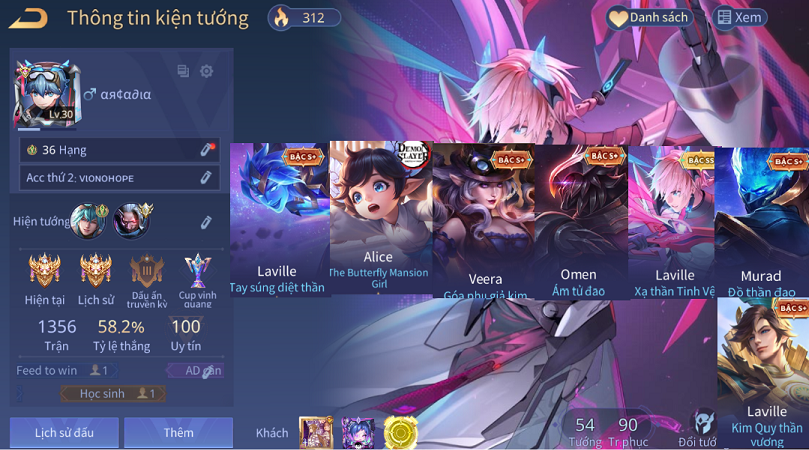 Thông tin kiện tướng
312
Danh sách
Xem
Lv.30
αя¢α∂ια
36 Hạng
Acc thứ 2: VIONOHOPE
Hiện tướng
Hiện tại
Lịch sử
Dấu ấn truyền kỳ
Cup vinh quang
1356
Trận
58.2%
Tỷ lệ thắng
100
Uy tín
Feed to win
1
AD
Học sinh
1
Lịch sử đấu
Thêm
BẬC S+
Laville
Tay súng diệt thần
DEMON SLAYER
Alice
The Butterfly Mansion
Girl
BẬC S+
Veera
Góa phụ giả kim
BẬC S+
Omen
Ám tử đao
BẬC SS
Laville
Xạ thần Tinh Vệ
BẬC S+
Murad
Đồ thần đao
BẬC S+
Laville
Kim Quy thần
vương
Khách
54
Tướng
90
Tr.phục
Đổi tướ